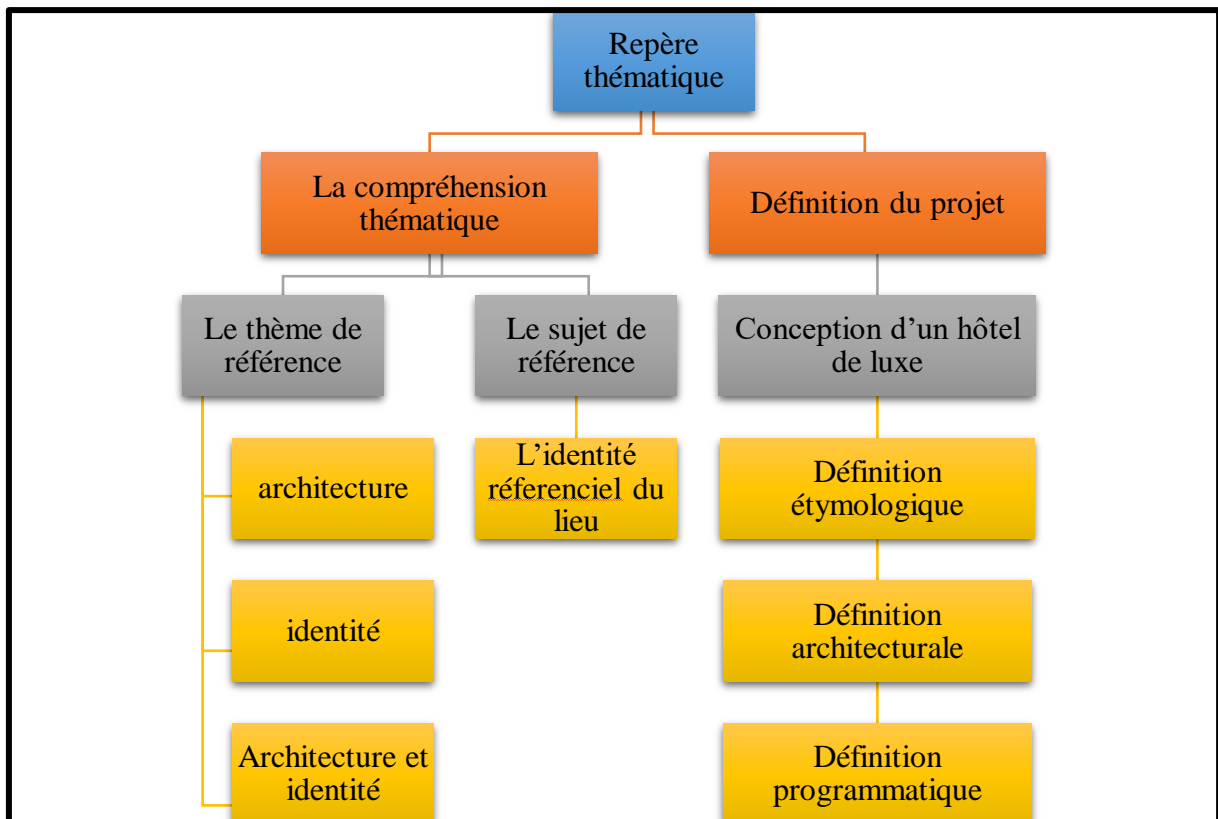 Repère
thématique
La compréhension
thématique
Définition du projet
Le thème de
référence
Le sujet de
référence
Conception d’un hôtel
de luxe
architecture
L’identité
réferenciel du
lieu
Définition
étymologique
identité
Définition
architecturale
Architecture et
identité
Définition
programmatique